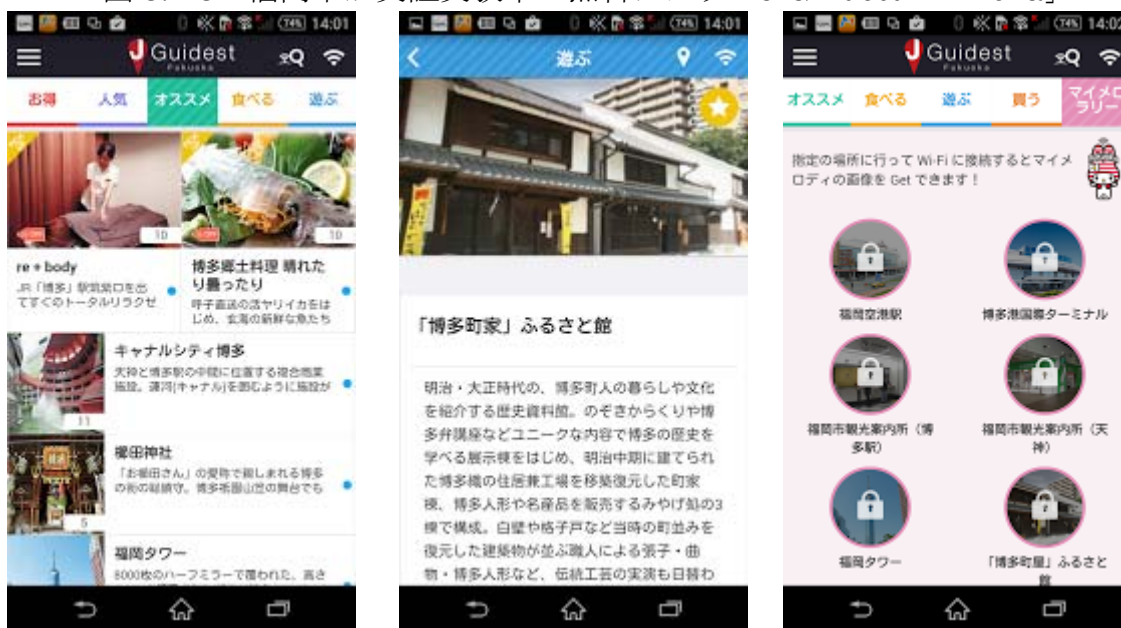 74% 14:01
J Guidest
Fukuoka
お得 人気 オススメ 食べる 遊ぶ
10
10
re + body
JR「博多」駅筑紫口を出
てすぐのトータルリラクゼ
博多郷土料理 晴れた
り曇ったり
呼子直送の活ヤリイカをは
じめ、玄海の新鮮な魚たち
キャナルシティ博多
天神と博多駅の中間に位置する複合商業
施設。運河(キャナル)を囲むように施設が
11
櫛田神社
「お櫛田さん」の愛称で親しまれる博多
の街の総鎮守。博多祇園山笠の舞台でも
5
福岡タワー
8000枚のハーフミラーで覆われた、高さ
74% 14:01
遊ぶ
「博多町家」ふるさと館
明治・大正時代の、博多町人の暮らしや文化
を紹介する歴史資料館。のぞきからくりや博
多弁講座などユニークな内容で博多の歴史を
学べる展示棟をはじめ、明治中期に建てられ
た博多織の住居兼工場を移築復元した町家
棟、博多人形や名産品を販売するみやげ処の3
棟で構成。白壁や格子戸など当時の町並みを
復元した建築物が並ぶ職人による張子・曲
物・博多人形など、伝統工芸の実演も日替わ
74% 14:02
J Guidest
Fukuoka
オススメ 食べる 遊ぶ 買う マイメロ
ラリー
指定の場所に行って Wi-Fi に接続するとマイメ
ロディの画像を Get できます！
福岡空港駅 博多港国際ターミナル
福岡市観光案内所（博
多駅）
福岡市観光案内所（天
神）
福岡タワー
「博多町屋」ふるさと
館